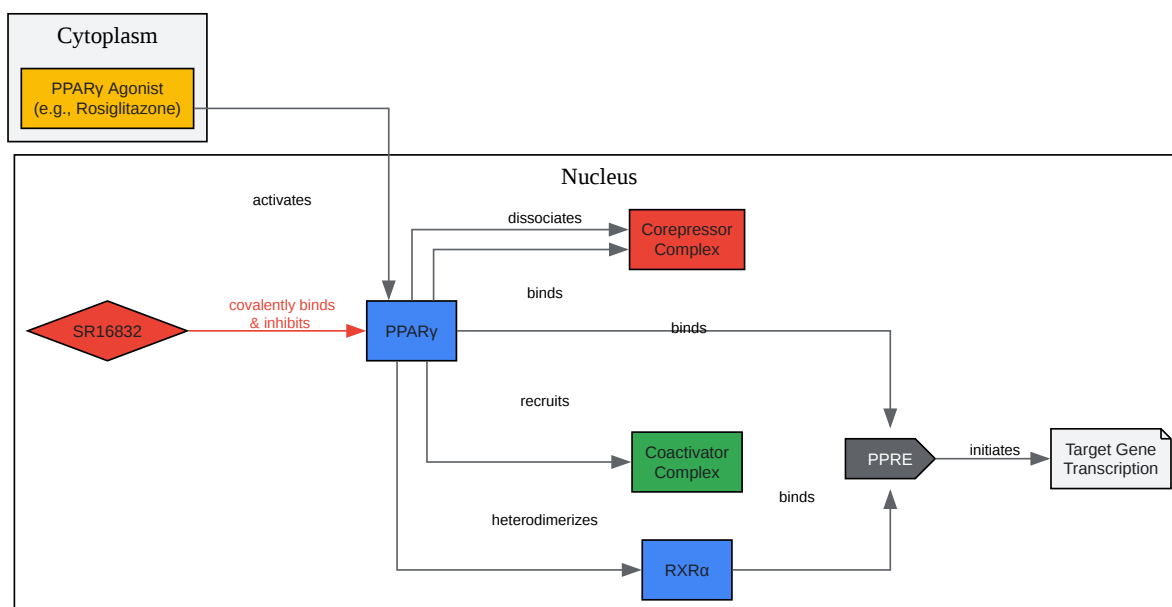 Cytoplasm
PPARγ Agonist
(e.g., Rosiglitazone)
Nucleus
activates
dissociates
Corepressor
Complex
binds
covalently binds
& inhibits
SR16832
PPARγ
binds
recruits
Coactivator
Complex
PPRE
initiates
Target Gene
Transcription
binds
heterodimerizes
RXRα